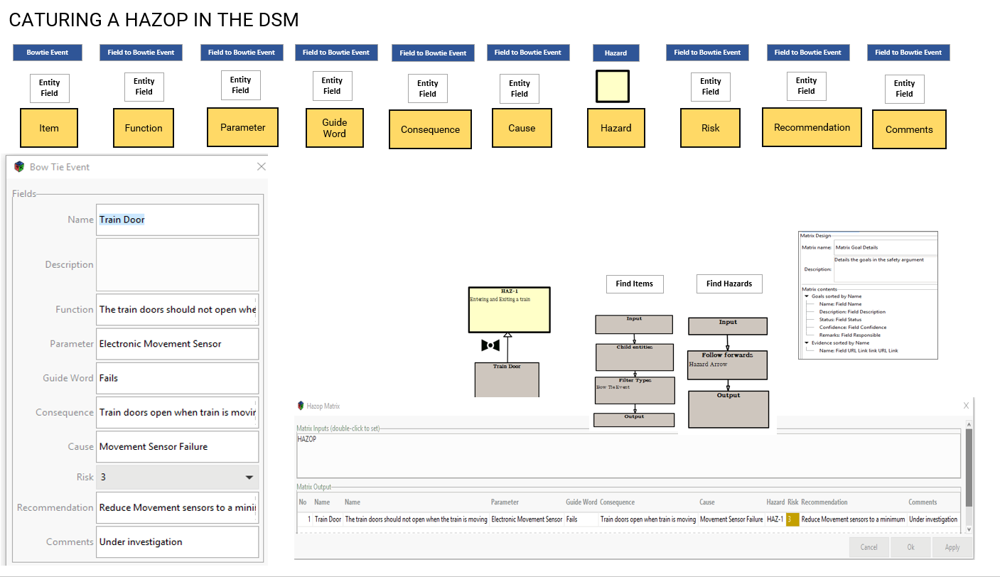 CATURING A HAZOP IN THE DSM
Bowtie Event
Field to Bowtie Event
Field to Bowtie Event
Field to Bowtie Event
Field to Bowtie Event
Field to Bowtie Event
Hazard
Field to Bowtie Event
Field to Bowtie Event
Field to Bowtie Event
Entity
Field
Entity
Field
Entity
Field
Entity
Field
Entity
Field
Entity
Field
Entity
Field
Entity
Field
Entity
Field
Item
Function
Parameter
Guide
Word
Consequence
Cause
Hazard
Risk
Recommendation
Comments
Bow Tie Event
Fields
Name Train Door
Description
Function The train doors should not open whe
Parameter Electronic Movement Sensor
Guide Word Fails
Consequence Train doors open when train is movin
Cause Movement Sensor Failure
Risk 3
Recommendation Reduce Movement sensors to a mini
Comments Under investigation
HAZ-1
Entering and Exiting a train
Train Door
Find Items
Input
Child entities
Filter Types
Bow Tie Event
Output
Find Hazards
Input
Follow forwards
Hazard Arrow
Output
Matrix Design
Matrix name: Matrix Goal Details
Description: Details the goals in the safety argument
Matrix contents
Goals sorted by Name
Name: Field Name
Description: Field Description
Status: Field Status
Confidence: Field Confidence
Remarks: Field Responsible
Evidence sorted by Name
Name: Field URL Link link URL Link
Hazop Matrix
Matrix Inputs (double-click to set)
HAZOP
Matrix Output
No Name Name Parameter Guide Word Consequence Cause Hazard Risk Recommendation Comments
1 Train Door The train doors should not open when the train is moving Electronic Movement Sensor Fails Train doors open when train is moving Movement Sensor Failure HAZ-1 3 Reduce Movement sensors to a minimum Under investigation
Cancel Ok Apply